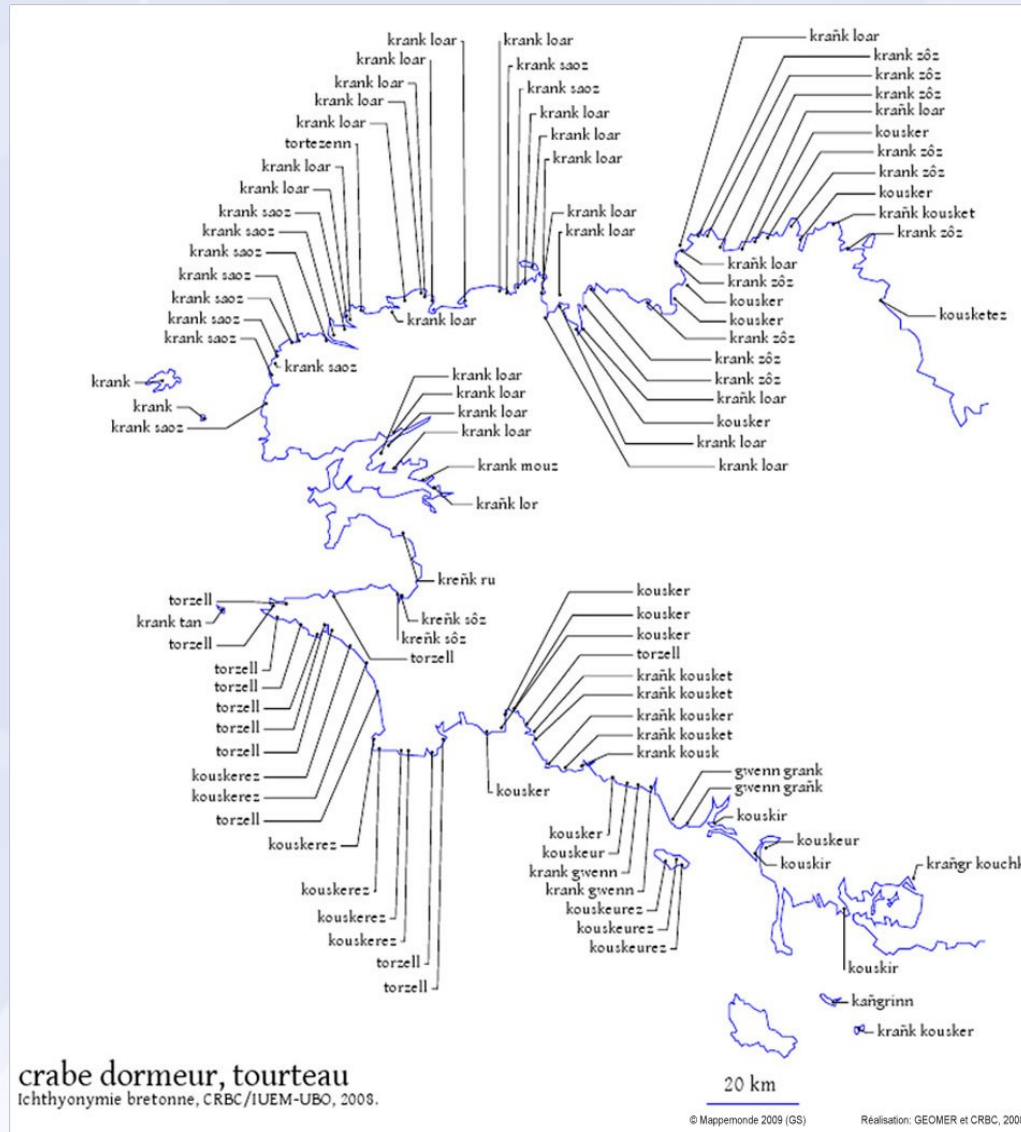 krank loar
krank loar
krank loar
krank loar
krank loar
tortezenn
krank loar
krank loar
krank saoz
krank saoz
krank saoz
krank saoz
krank saoz
krank saoz
krank saoz
krank saoz
krank
krank
krank saoz
krank loar
krank loar
krank saoz
krank saoz
krank loar
krank loar
krank loar
krank loar
krank loar
krañk loar
krank zôz
krank zôz
krank zôz
krañk loar
kousker
krank zôz
krank zôz
kousker
krañk kousket
krank zôz
krañk loar
krank zôz
kousker
kousker
krank zôz
krank zôz
krank zôz
krañk loar
kousker
krank loar
krank loar
kousketez
krank loar
krank loar
krank loar
krank loar
krank mouz
krañk lor
kreñk ru
kreñk sôz
kreñk sôz
torzell
torzell
krank tan
torzell
torzell
torzell
torzell
torzell
torzell
kouskerez
kouskerez
torzell
kouskerez
kouskerez
kouskerez
kouskerez
torzell
torzell
kousker
kousker
kousker
kousker
torzell
krañk kousket
krañk kousket
krañk kousker
krañk kousket
krank kousk
gwenn grank
gwenn grañk
kouskir
kouskeur
kouskir
krañgr kouchk
kousker
kouskeur
krank gwenn
krank gwenn
kouskeurez
kouskeurez
kouskeurez
kouskir
kañgrinn
krañk kousker
crabe dormeur, tourteau
Ichthyonymie bretonne, CRBC/IUEM-UBO, 2008.
20 km
© Mappemonde 2009 (GS)
Réalisation: GEOMER et CRBC,